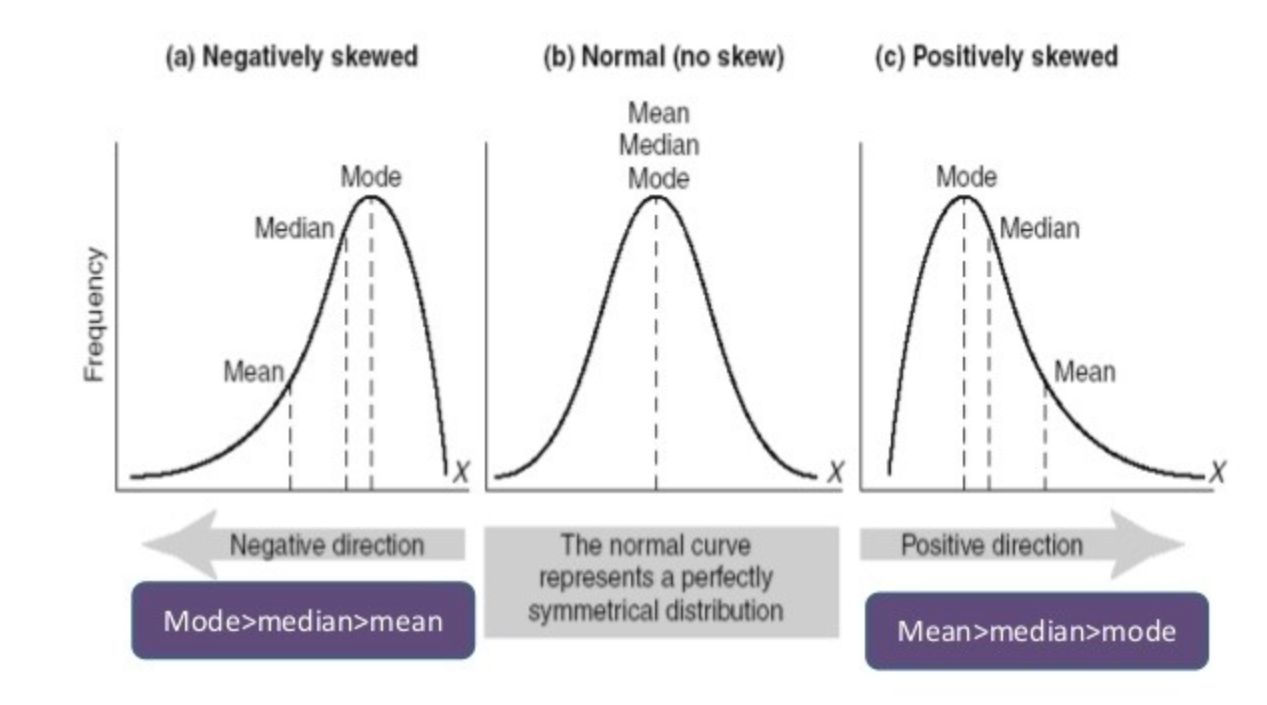 (a) Negatively skewed
(b) Normal (no skew)
(c) Positively skewed
Frequency
Mode
Median
Mean
X
Mean
Median
Mode
X
Mode
Median
Mean
X
Negative direction
The normal curve
represents a perfectly
symmetrical distribution
Positive direction
Mode>median>mean
Mean>median>mode